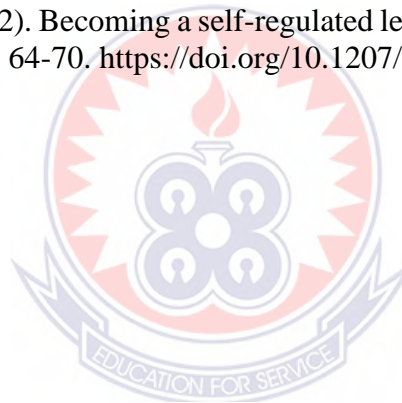 2). Becoming a self-regulated le
64-70. https://doi.org/10.1207/
EDUCATION FOR SERVICE